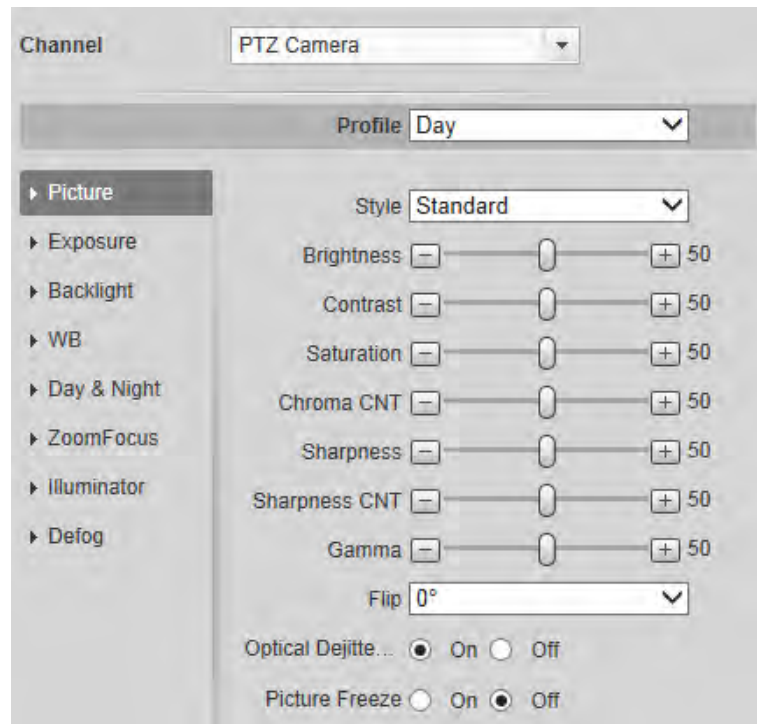 Channel PTZ Camera
Profile Day
Picture
Style Standard
Exposure
Brightness 50
Backlight
Contrast 50
WB
Saturation 50
Day & Night
Chroma CNT 50
ZoomFocus
Sharpness 50
Illuminator
Sharpness CNT 50
Defog
Gamma 50
Flip 0°
Optical Dejitte... On Off
Picture Freeze On Off